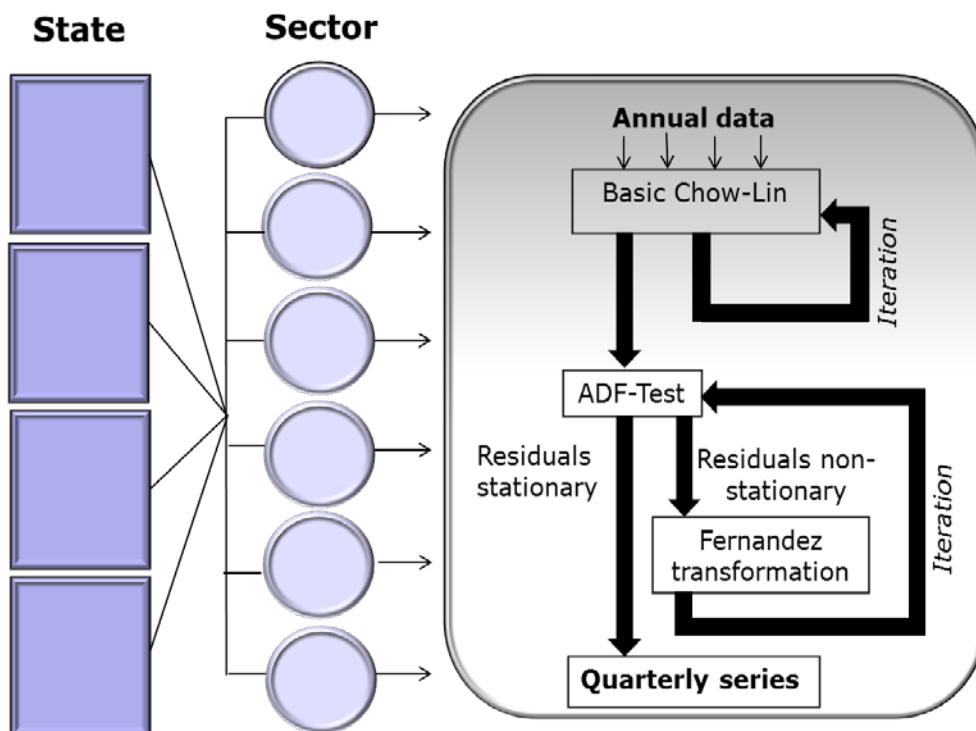 State
Sector
Annual data
Basic Chow-Lin
Iteration
ADF-Test
Residuals
stationary
Residuals non-
stationary
Fernandez
transformation
Iteration
Quarterly series